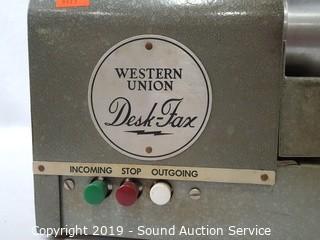 WESTERN
UNION
Desk-Fax
INCOMING STOP OUTGOING
Copyright 2019 - Sound Auction Service